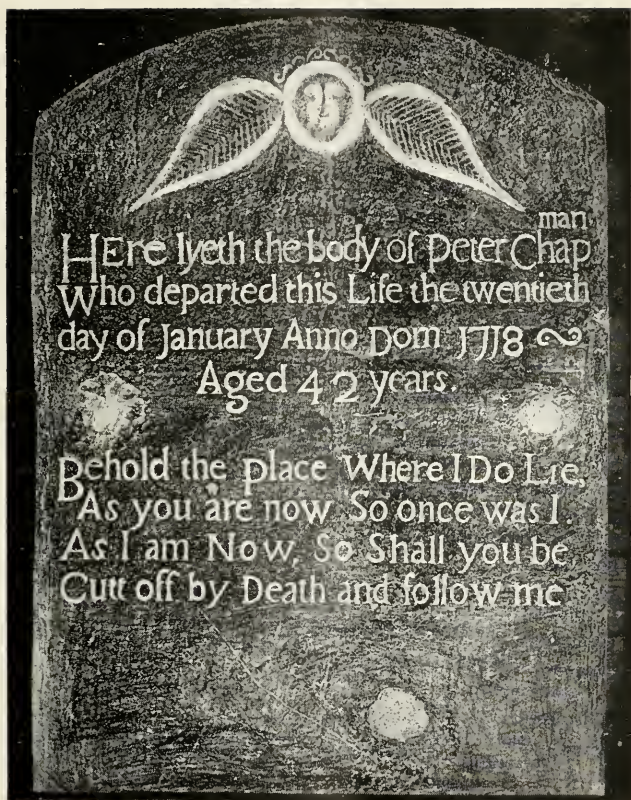 man
HEre lyeth the body of Peter Chap
Who departed this Life the twentieth
day of January Anno Dom 1718 ~
Aged 42 years.
Behold the place Where I Do Lie,
As you are now So once was I.
As I am Now, So Shall you be
Cutt off by Death and follow me